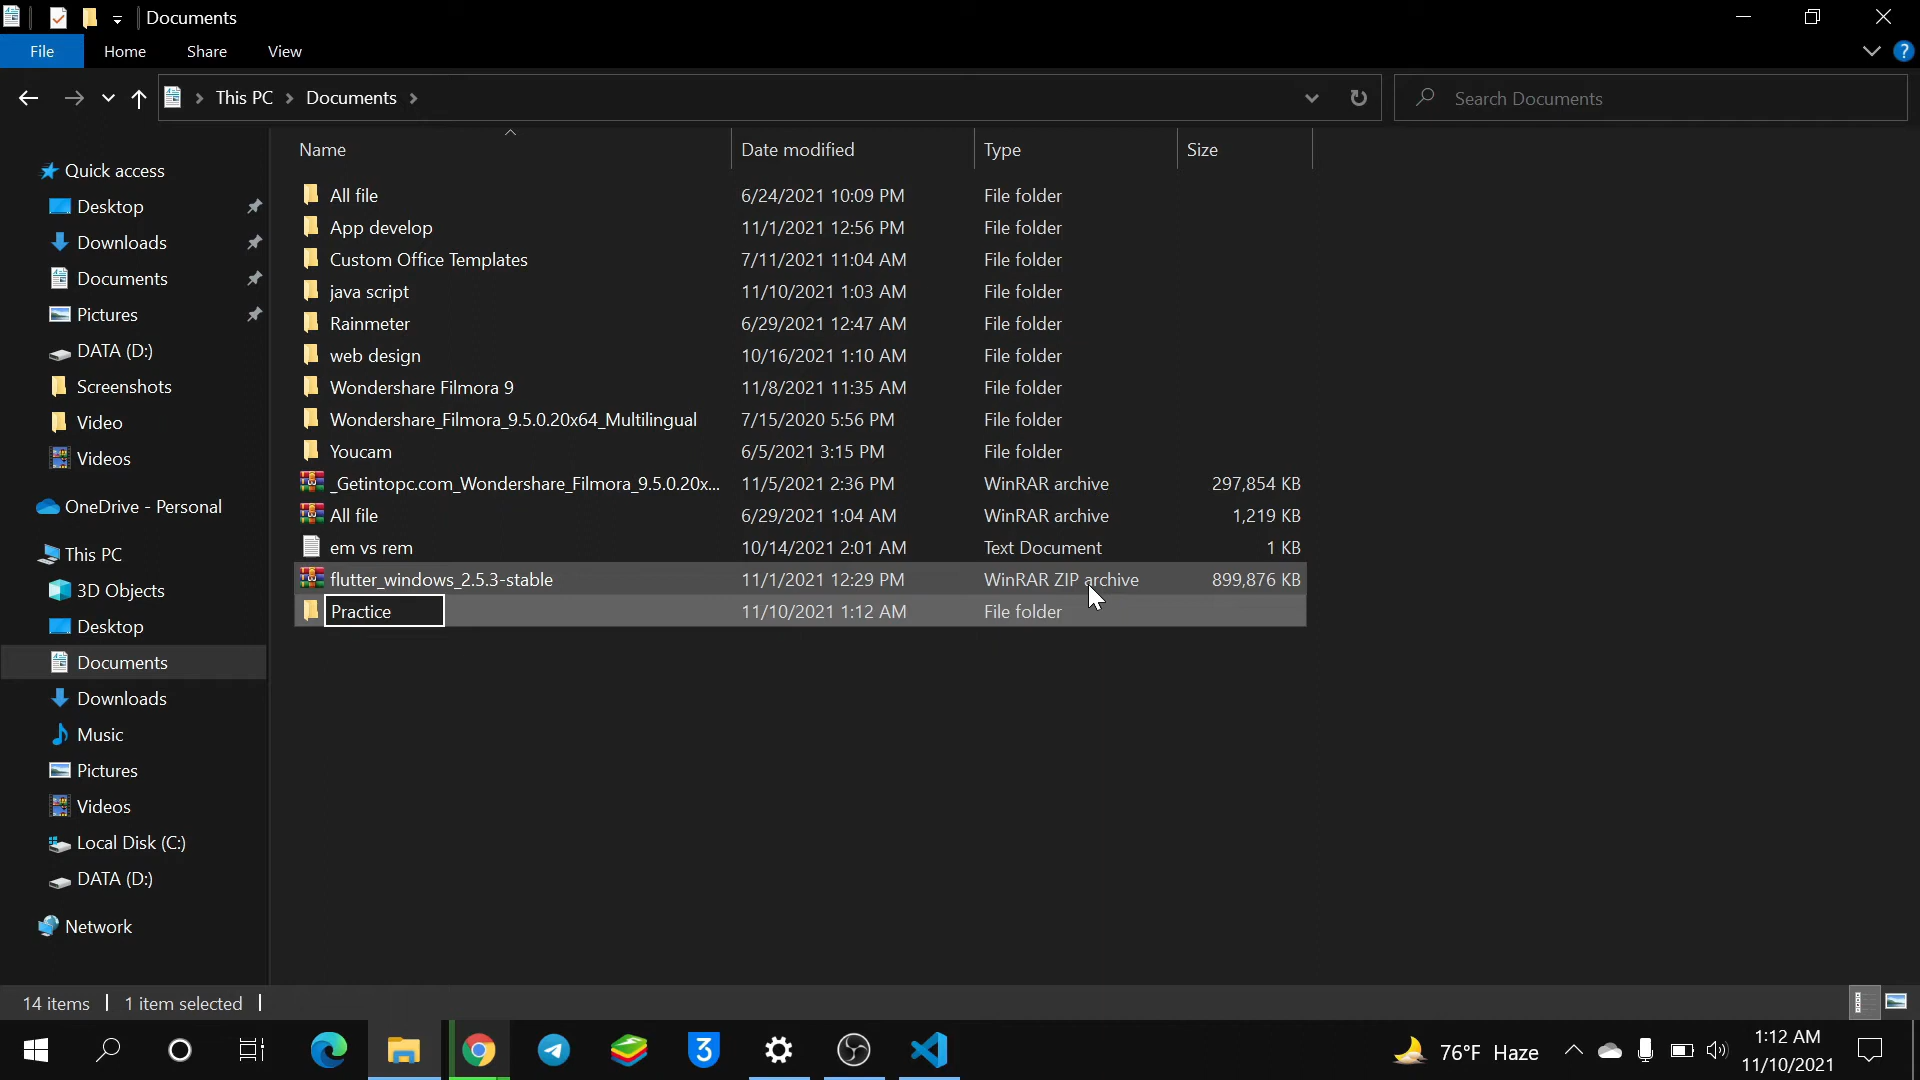 Documents
File Home Share View
This PC Documents Search Documents
Name Date modified Type Size
Quick access
Desktop
Downloads
Documents
Pictures
DATA (D:)
Screenshots
Video
Videos
OneDrive - Personal
This PC
3D Objects
Desktop
Documents
Downloads
Music
Pictures
Videos
Local Disk (C:)
DATA (D:)
Network
All file 6/24/2021 10:09 PM File folder
App develop 11/1/2021 12:56 PM File folder
Custom Office Templates 7/11/2021 11:04 AM File folder
java script 11/10/2021 1:03 AM File folder
Rainmeter 6/29/2021 12:47 AM File folder
web design 10/16/2021 1:10 AM File folder
Wondershare Filmora 9 11/8/2021 11:35 AM File folder
Wondershare_Filmora_9.5.0.20x64_Multilingual 7/15/2020 5:56 PM File folder
Youcam 6/5/2021 3:15 PM File folder
_Getintopc.com_Wondershare_Filmora_9.5.0.20x... 11/5/2021 2:36 PM WinRAR archive 297,854 KB
All file 6/29/2021 1:04 AM WinRAR archive 1,219 KB
em vs rem 10/14/2021 2:01 AM Text Document 1 KB
flutter_windows_2.5.3-stable 11/1/2021 12:29 PM WinRAR ZIP archive 899,876 KB
Practice 11/10/2021 1:12 AM File folder
14 items 1 item selected
76°F Haze
1:12 AM
11/10/2021